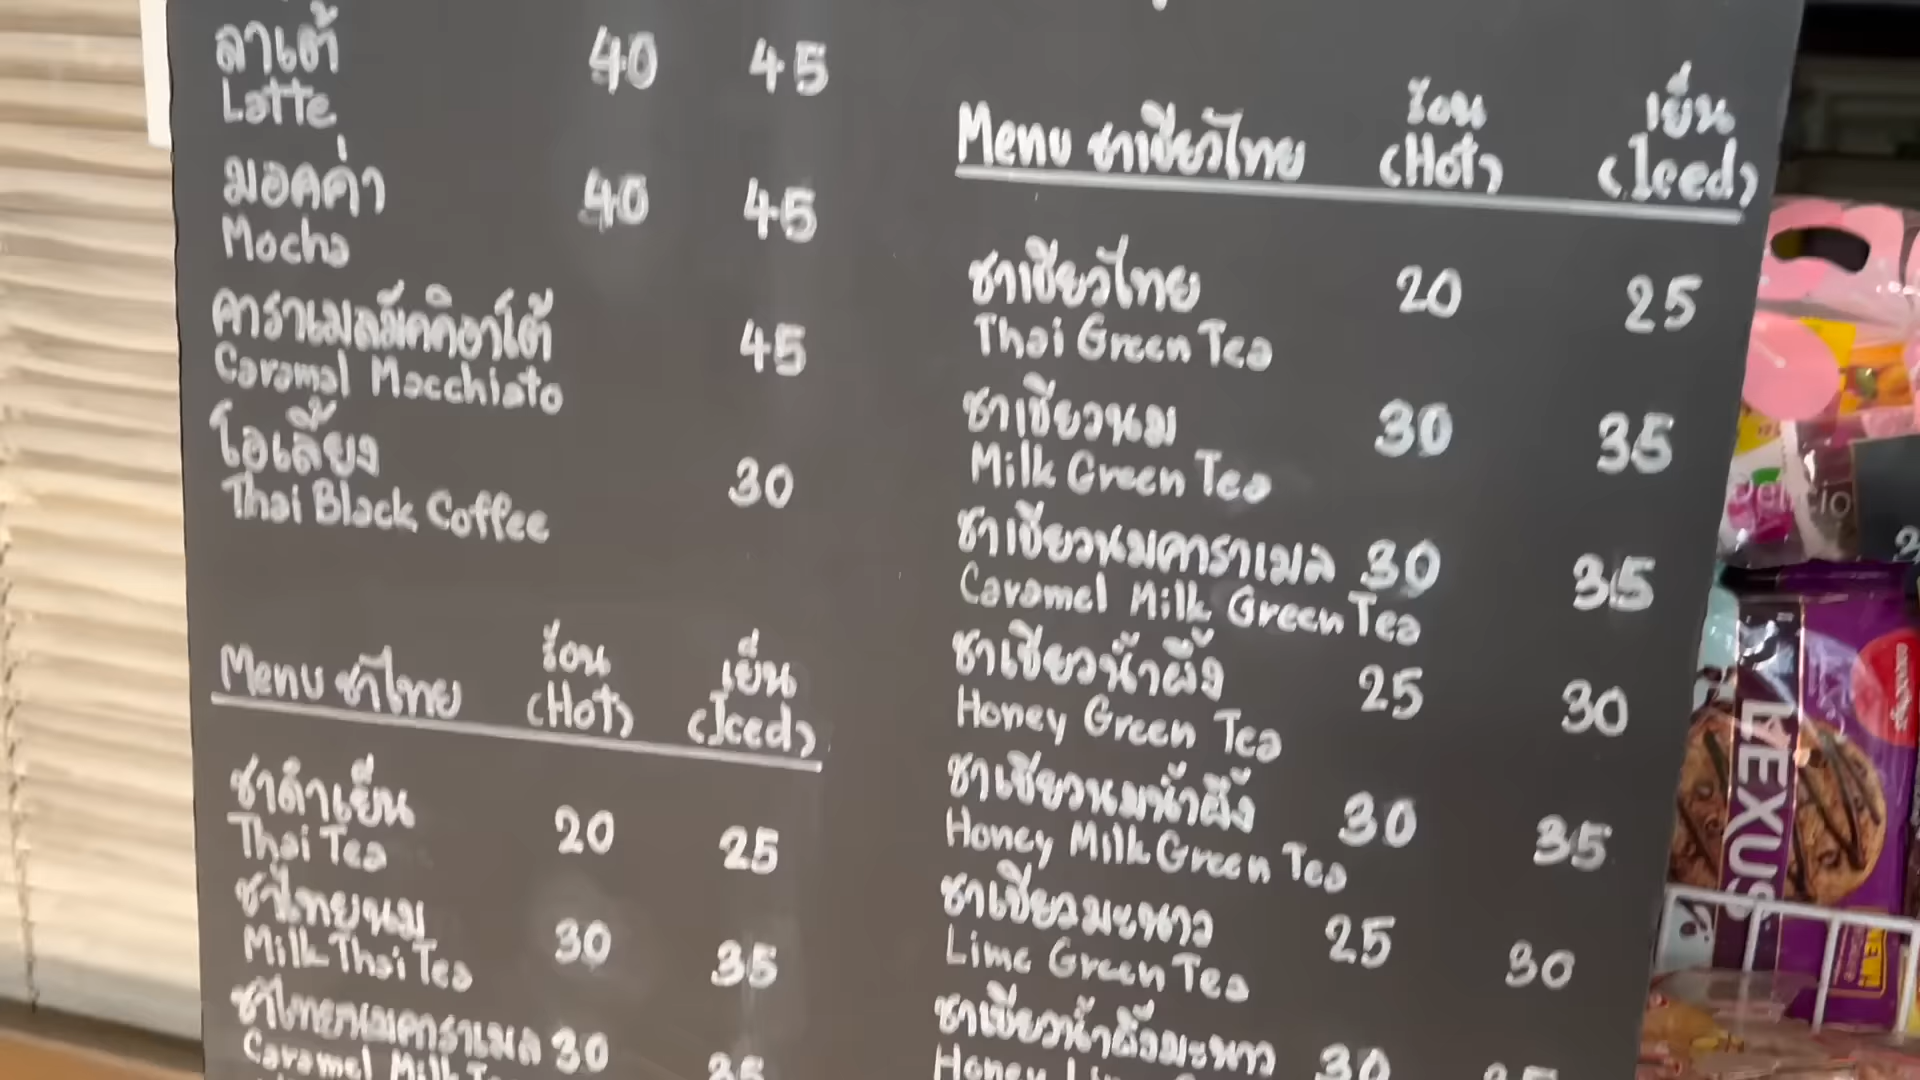 ลาเต้ 40 45
Latte
มอคค่า 40 45
Mocha
คาราเมลมัคคิอาโต้ 45
Caramal Macchiato
โอเลี้ยง 30
Thai Black Coffee
Menu ชาไทย ร้อน (Hot) เย็น (Iced)
ชาดำเย็น 20 25
Thai Tea
ชาไทยนม 30 35
Milk Thai Tea
ชาไทยนมคาราเมล 30 35
Caramel Milk
Menu ชาเขียวไทย ร้อน (Hot) เย็น (Iced)
ชาเขียวไทย 20 25
Thai Green Tea
ชาเขียวนม 30 35
Milk Green Tea
ชาเขียวนมคาราเมล 30 35
Caramel Milk Green Tea
ชาเขียวน้ำผึ้ง 25 30
Honey Green Tea
ชาเขียวนมน้ำผึ้ง 30 35
Honey Milk Green Tea
ชาเขียวมะนาว 25 30
Lime Green Tea
ชาเขียวน้ำผึ้งมะนาว 30 35
Honey
LEXUS